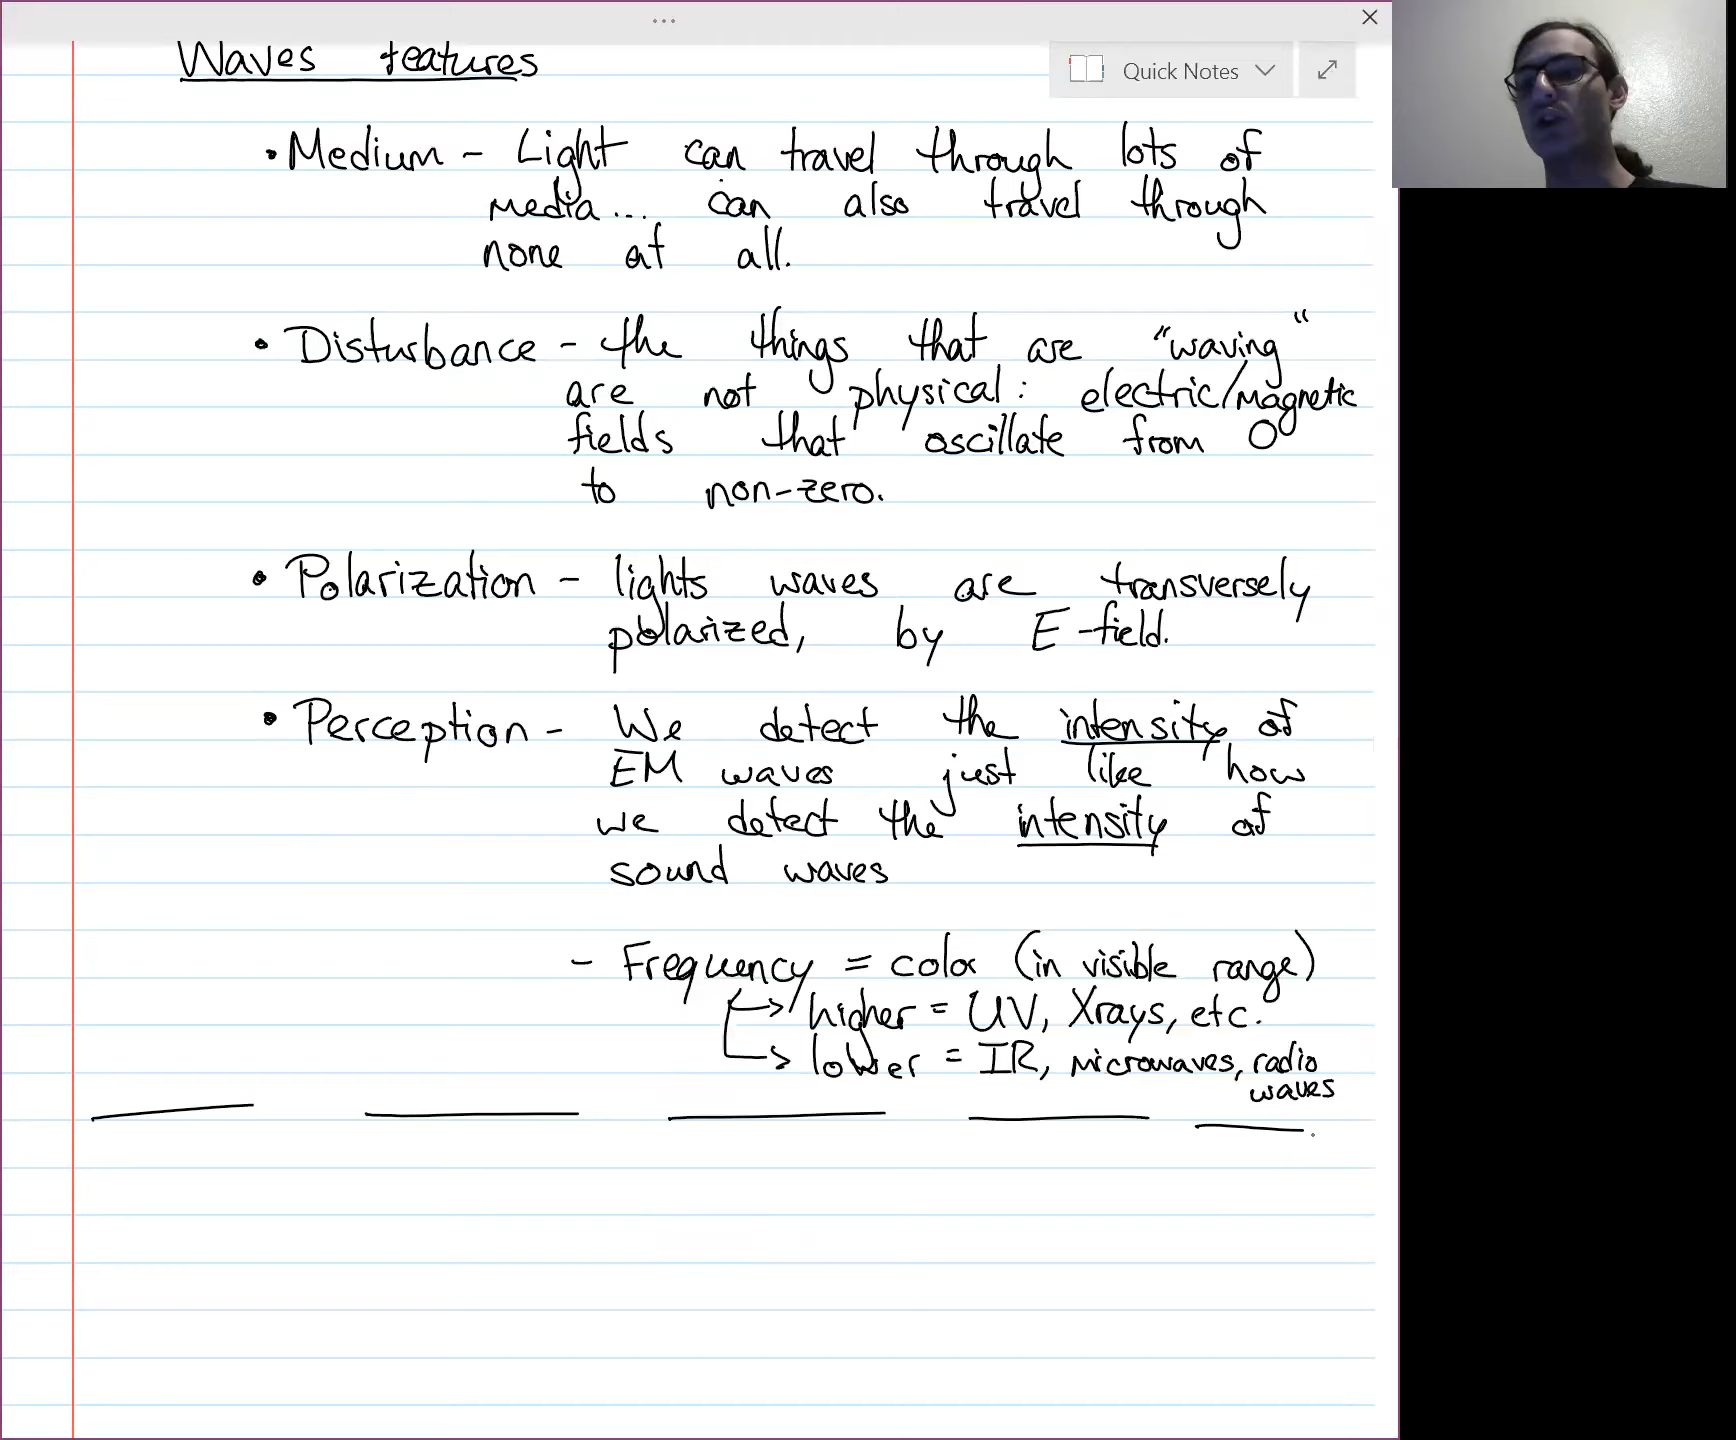 Waves features
Quick Notes
• Medium - Light can travel through lots of
media... can also travel through
none at all.
• Disturbance - the things that are "waving"
are not physical: electric/magnetic
fields that oscillate from 0
to non-zero.
• Polarization - lights waves are transversely
polarized, by E-field.
• Perception - We detect the intensity of
EM waves just like how
we detect the intensity of
sound waves
- Frequency = color (in visible range)
→ higher = UV, Xrays, etc.
→ lower = IR, microwaves, radio
waves